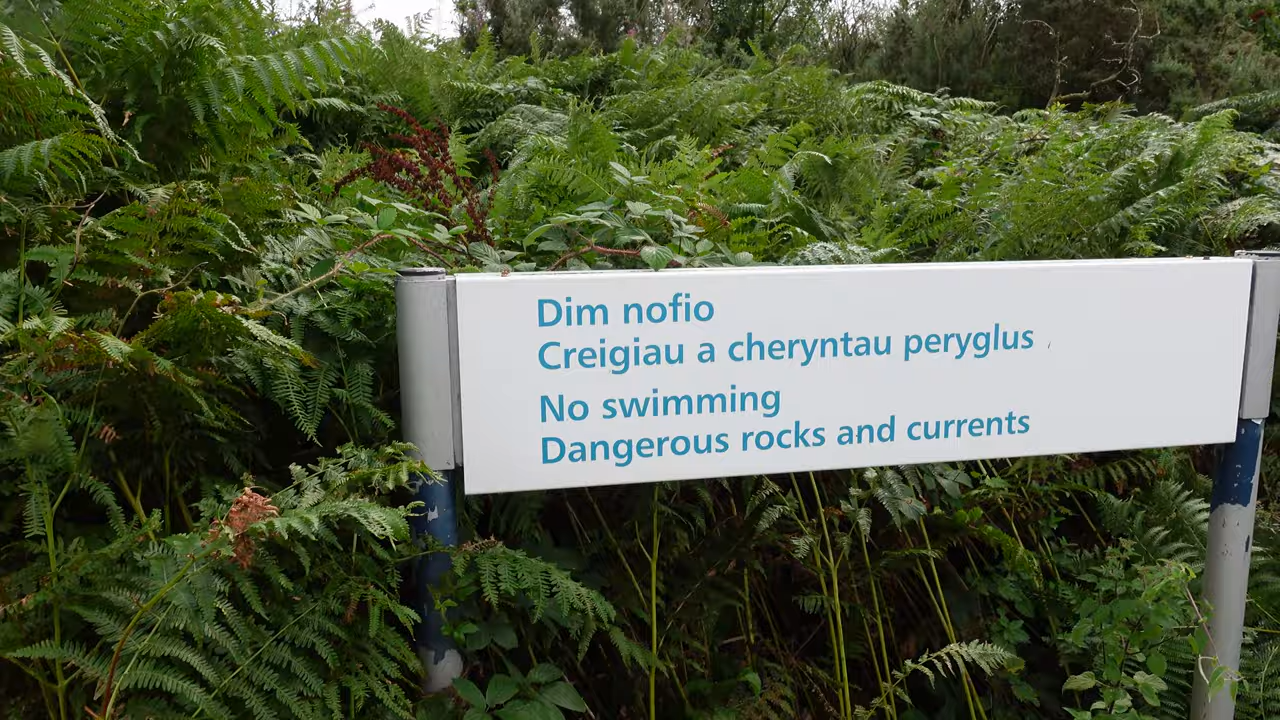 Dim nofio
Creigiau a cheryntau peryglus
No swimming
Dangerous rocks and currents